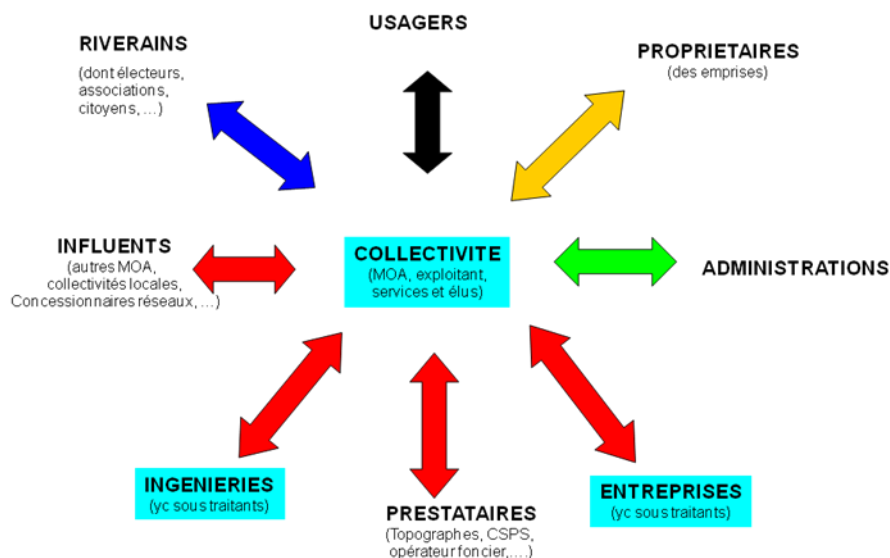 USAGERS
RIVERAINS
(dont électeurs,
associations,
citoyens, ...)
PROPRIETAIRES
(des emprises)
INFLUENTS
(autres MOA,
collectivités locales,
Concessionnaires réseaux, ...)
COLLECTIVITE
(MOA, exploitant,
services et élus)
ADMINISTRATIONS
INGENIERIES
(yc sous traitants)
PRESTATAIRES
(Topographes, CSPS,
opérateur foncier,....)
ENTREPRISES
(yc sous traitants)